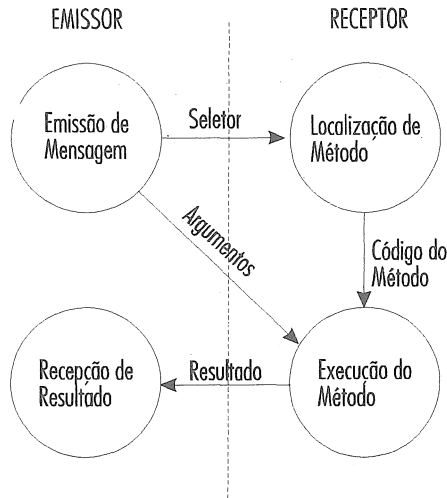 EMISSOR
RECEPTOR
Emissão de
Mensagem
Seletor
Localização de
Método
Argumentos
Código do
Método
Recepção de
Resultado
Resultado
Execução do
Método